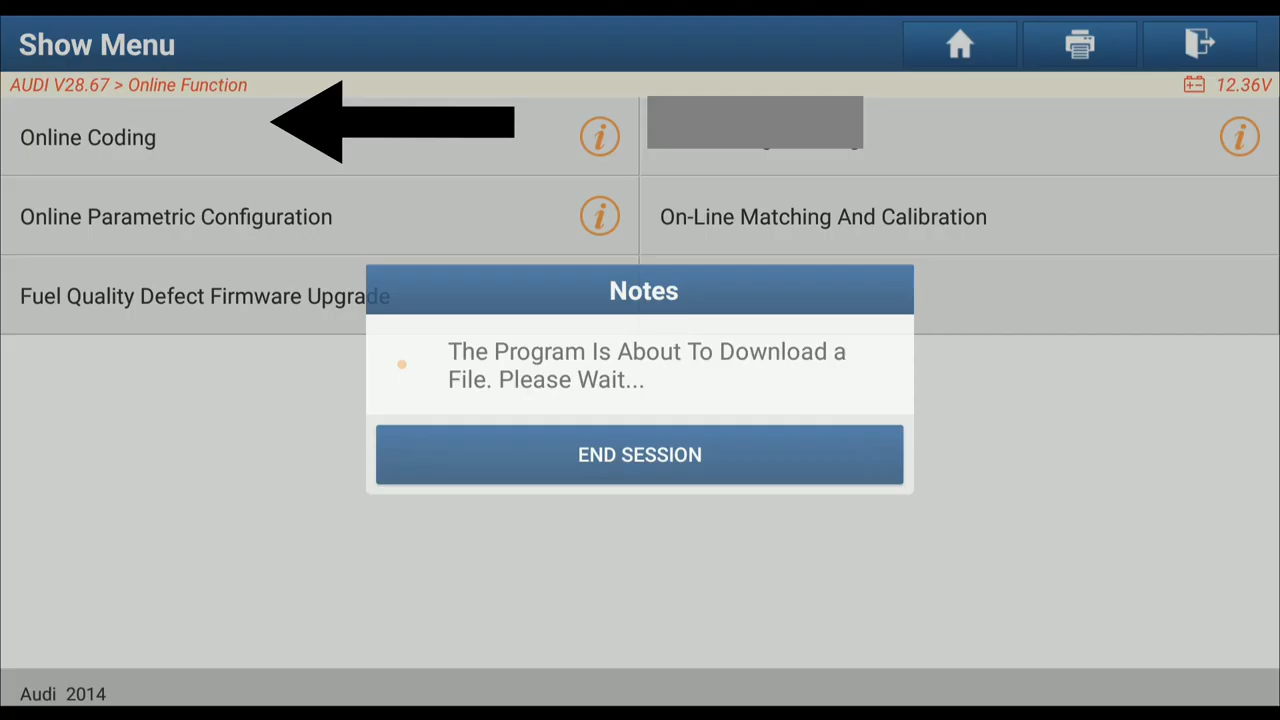 Show Menu
AUDI V28.67 > Online Function
12.36V
Online Coding
Online Parametric Configuration
On-Line Matching And Calibration
Fuel Quality Defect Firmware Upgrade
Notes
The Program Is About To Download a
File. Please Wait...
END SESSION
Audi 2014